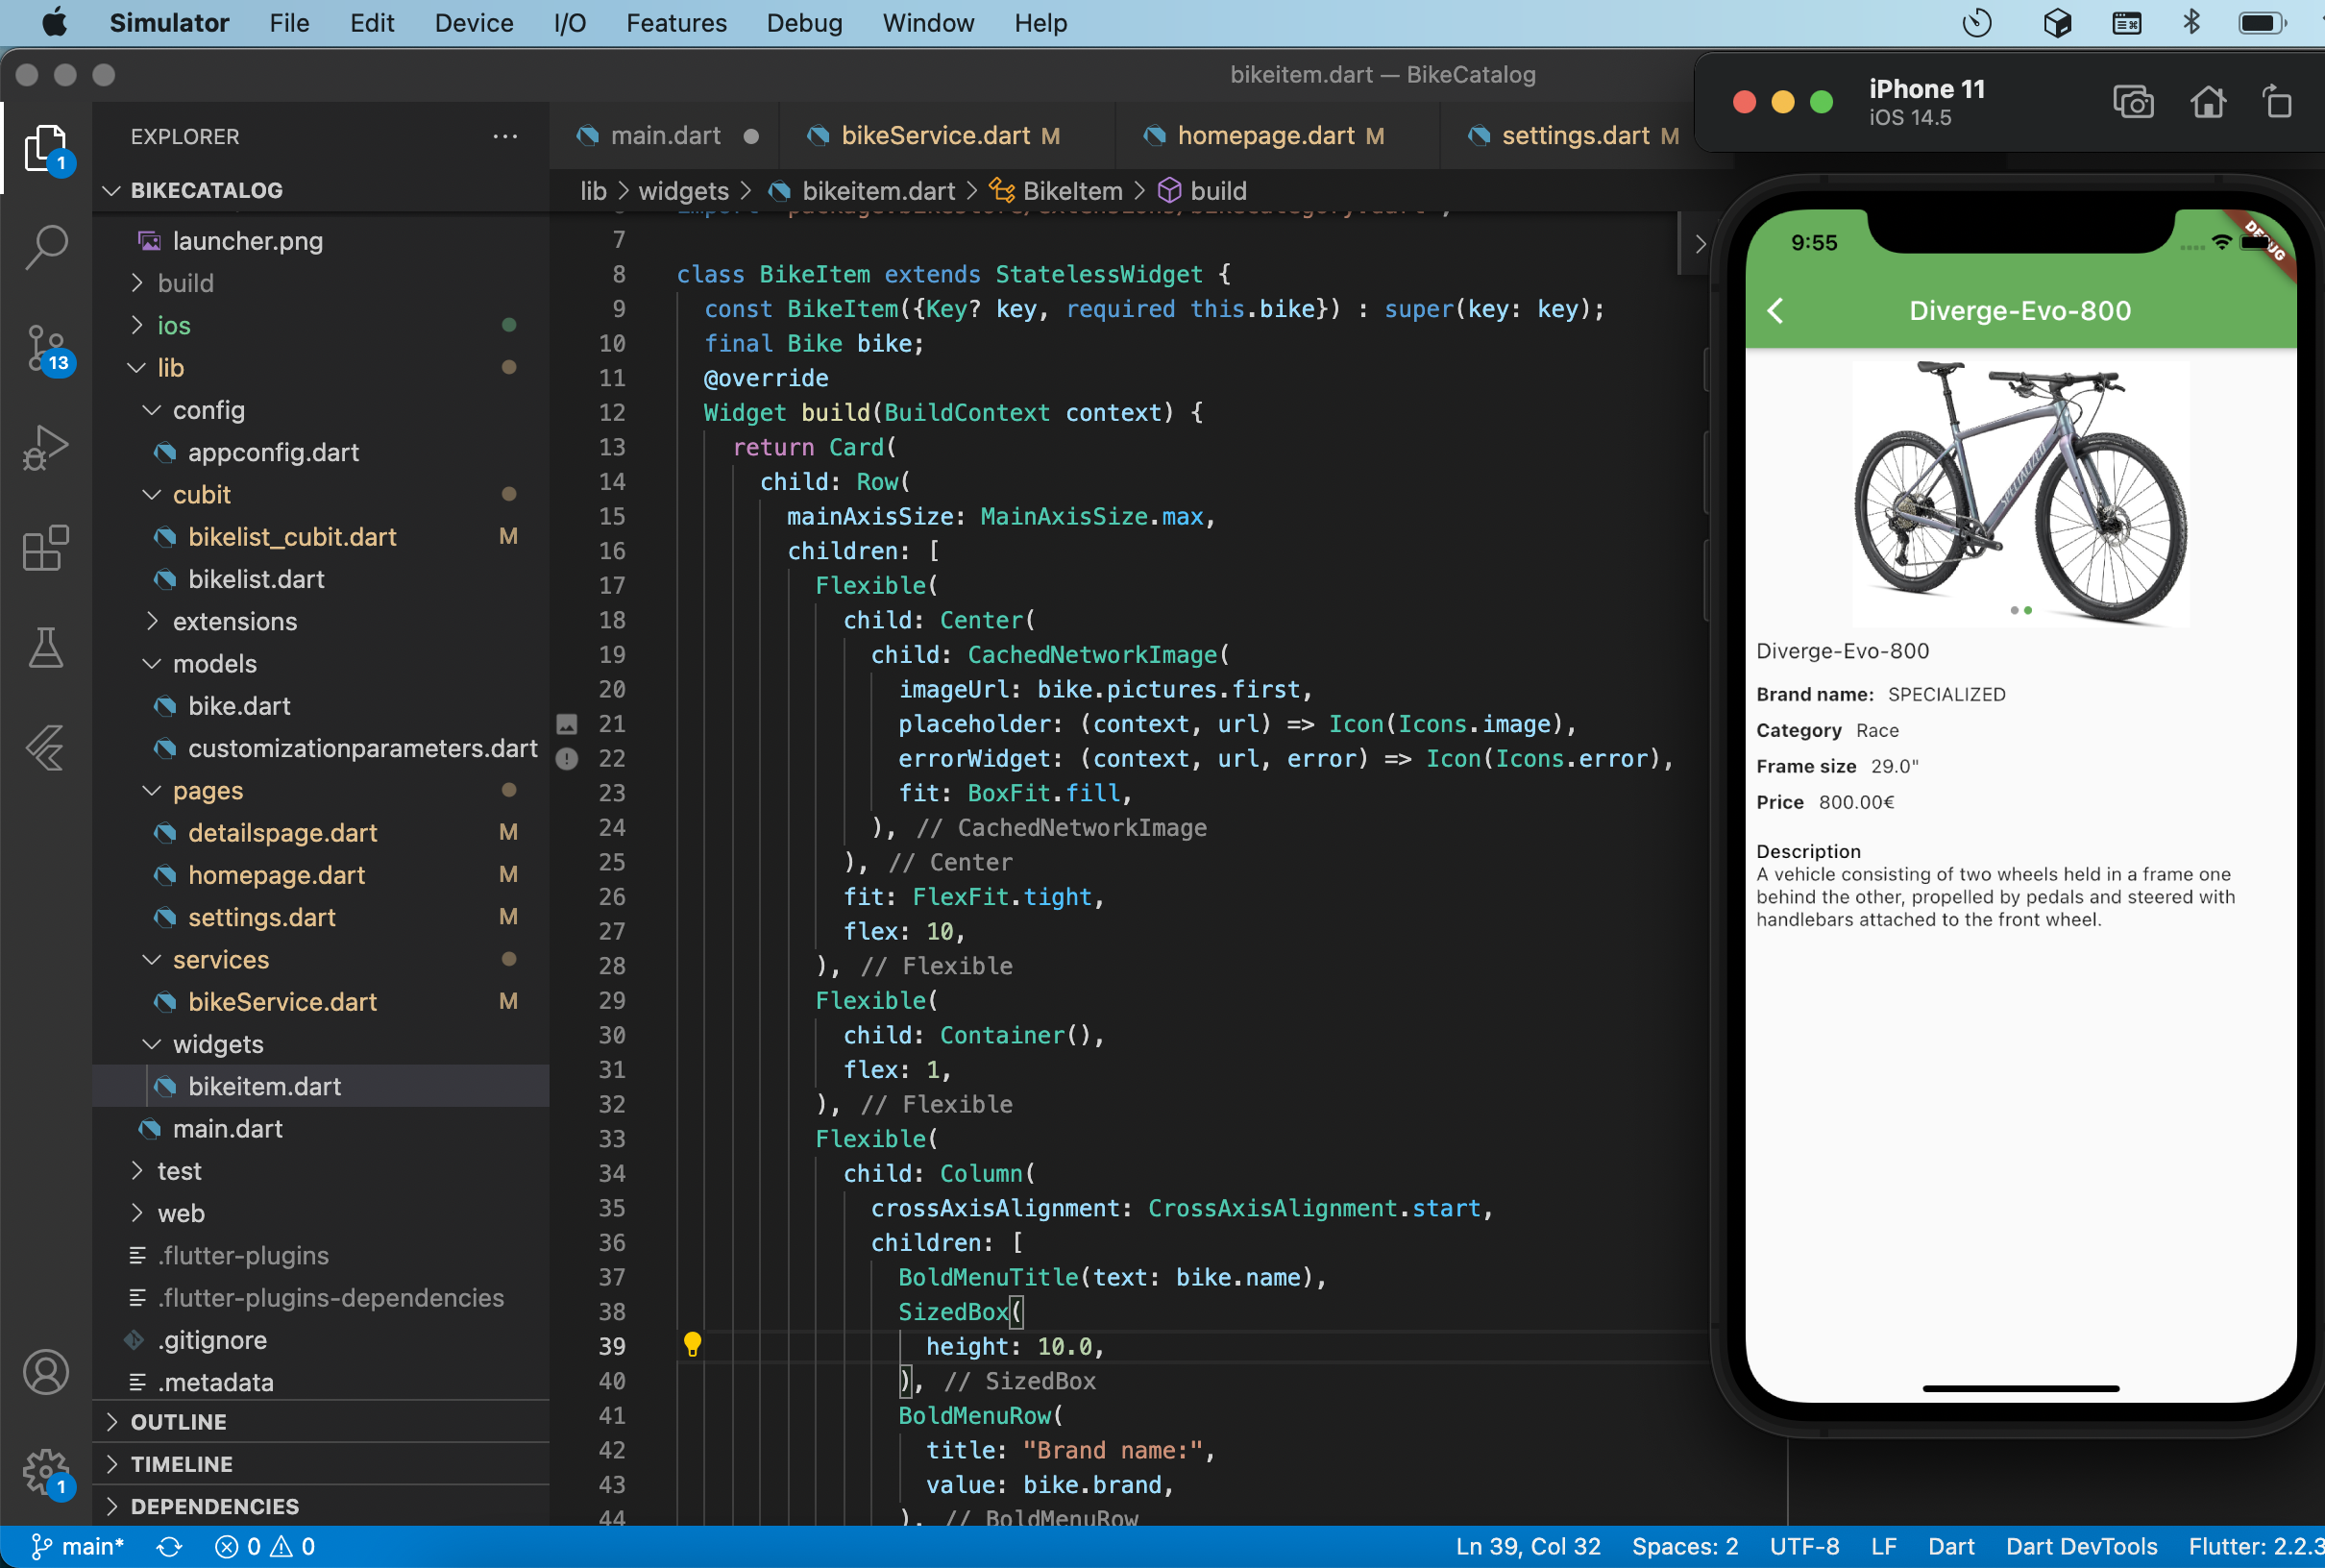 Simulator File Edit Device I/O Features Debug Window Help
bikeitem.dart — BikeCatalog
EXPLORER
1
BIKECATALOG
launcher.png
build
ios
13
lib
config
appconfig.dart
cubit
bikelist_cubit.dart M
bikelist.dart
extensions
models
bike.dart
customizationparameters.dart
pages
detailspage.dart M
homepage.dart M
settings.dart M
services
bikeService.dart M
widgets
bikeitem.dart
main.dart
test
web
.flutter-plugins
.flutter-plugins-dependencies
.gitignore
.metadata
OUTLINE
TIMELINE
1
DEPENDENCIES
main.dart bikeService.dart M homepage.dart M settings.dart M
lib > widgets > bikeitem.dart > BikeItem > build
7
8 class BikeItem extends StatelessWidget {
9 const BikeItem({Key? key, required this.bike}) : super(key: key);
10 final Bike bike;
11 @override
12 Widget build(BuildContext context) {
13 return Card(
14 child: Row(
15 mainAxisSize: MainAxisSize.max,
16 children: [
17 Flexible(
18 child: Center(
19 child: CachedNetworkImage(
20 imageUrl: bike.pictures.first,
21 placeholder: (context, url) => Icon(Icons.image),
22 errorWidget: (context, url, error) => Icon(Icons.error),
23 fit: BoxFit.fill,
24 ), // CachedNetworkImage
25 ), // Center
26 fit: FlexFit.tight,
27 flex: 10,
28 ), // Flexible
29 Flexible(
30 child: Container(),
31 flex: 1,
32 ), // Flexible
33 Flexible(
34 child: Column(
35 crossAxisAlignment: CrossAxisAlignment.start,
36 children: [
37 BoldMenuTitle(text: bike.name),
38 SizedBox(
39 height: 10.0,
40 ), // SizedBox
41 BoldMenuRow(
42 title: "Brand name:",
43 value: bike.brand,
44 ), // BoldMenuRow
iPhone 11
iOS 14.5
9:55
DEBUG
Diverge-Evo-800
SPECIALIZED
Diverge-Evo-800
Brand name: SPECIALIZED
Category Race
Frame size 29.0"
Price 800.00€
Description
A vehicle consisting of two wheels held in a frame one
behind the other, propelled by pedals and steered with
handlebars attached to the front wheel.
main* 0 0 Ln 39, Col 32 Spaces: 2 UTF-8 LF Dart Dart DevTools Flutter: 2.2.3